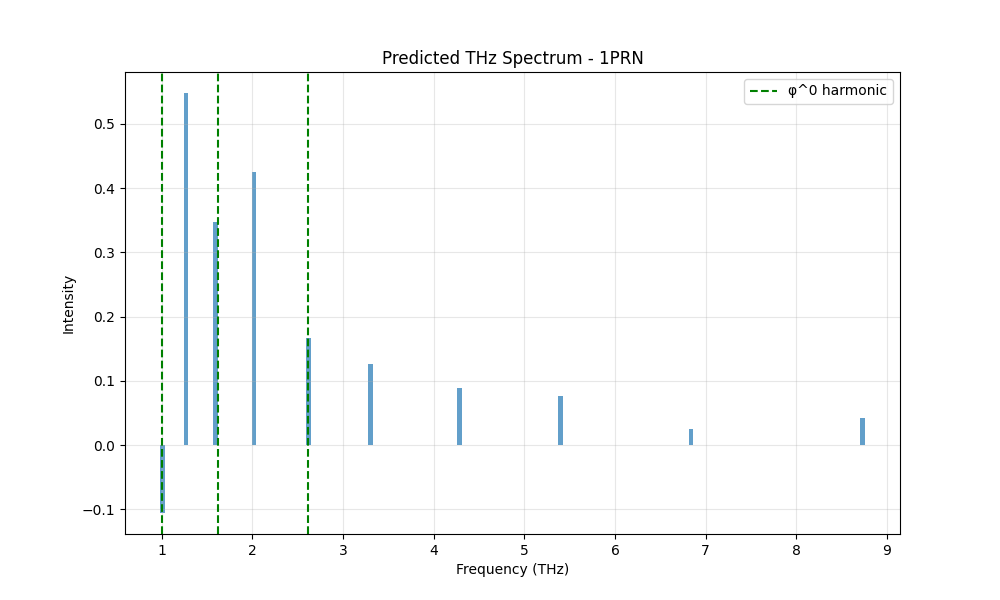 Predicted THz Spectrum - 1PRN
φ^0 harmonic
Intensity
0.5
0.4
0.3
0.2
0.1
0.0
−0.1
1 2 3 4 5 6 7 8 9
Frequency (THz)